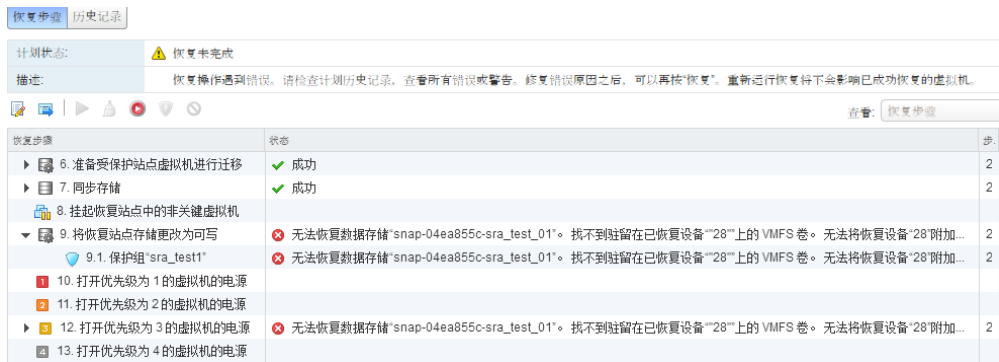 恢复步骤 历史记录
计划状态: 恢复未完成
描述: 恢复操作遇到错误。请检查计划历史记录，查看所有错误或警告。修复错误原因之后，可以再按“恢复”。重新运行恢复将不会影响已成功恢复的虚拟机。
查看: 恢复步骤
恢复步骤 状态 步.
6. 准备受保护站点虚拟机进行迁移 成功 2
7. 同步存储 成功 2
8. 挂起恢复站点中的非关键虚拟机
9. 将恢复站点存储更改为可写 无法恢复数据存储“snap-04ea855c-sra_test_01”。找不到驻留在已恢复设备“"28"”上的 VMFS 卷。无法将恢复设备“28”附加... 2
9.1. 保护组“sra_test1” 无法恢复数据存储“snap-04ea855c-sra_test_01”。找不到驻留在已恢复设备“"28"”上的 VMFS 卷。无法将恢复设备“28”附加... 2
1 10. 打开优先级为 1 的虚拟机的电源
2 11. 打开优先级为 2 的虚拟机的电源
3 12. 打开优先级为 3 的虚拟机的电源 无法恢复数据存储“snap-04ea855c-sra_test_01”。找不到驻留在已恢复设备“"28"”上的 VMFS 卷。无法将恢复设备“28”附加... 2
4 13. 打开优先级为 4 的虚拟机的电源